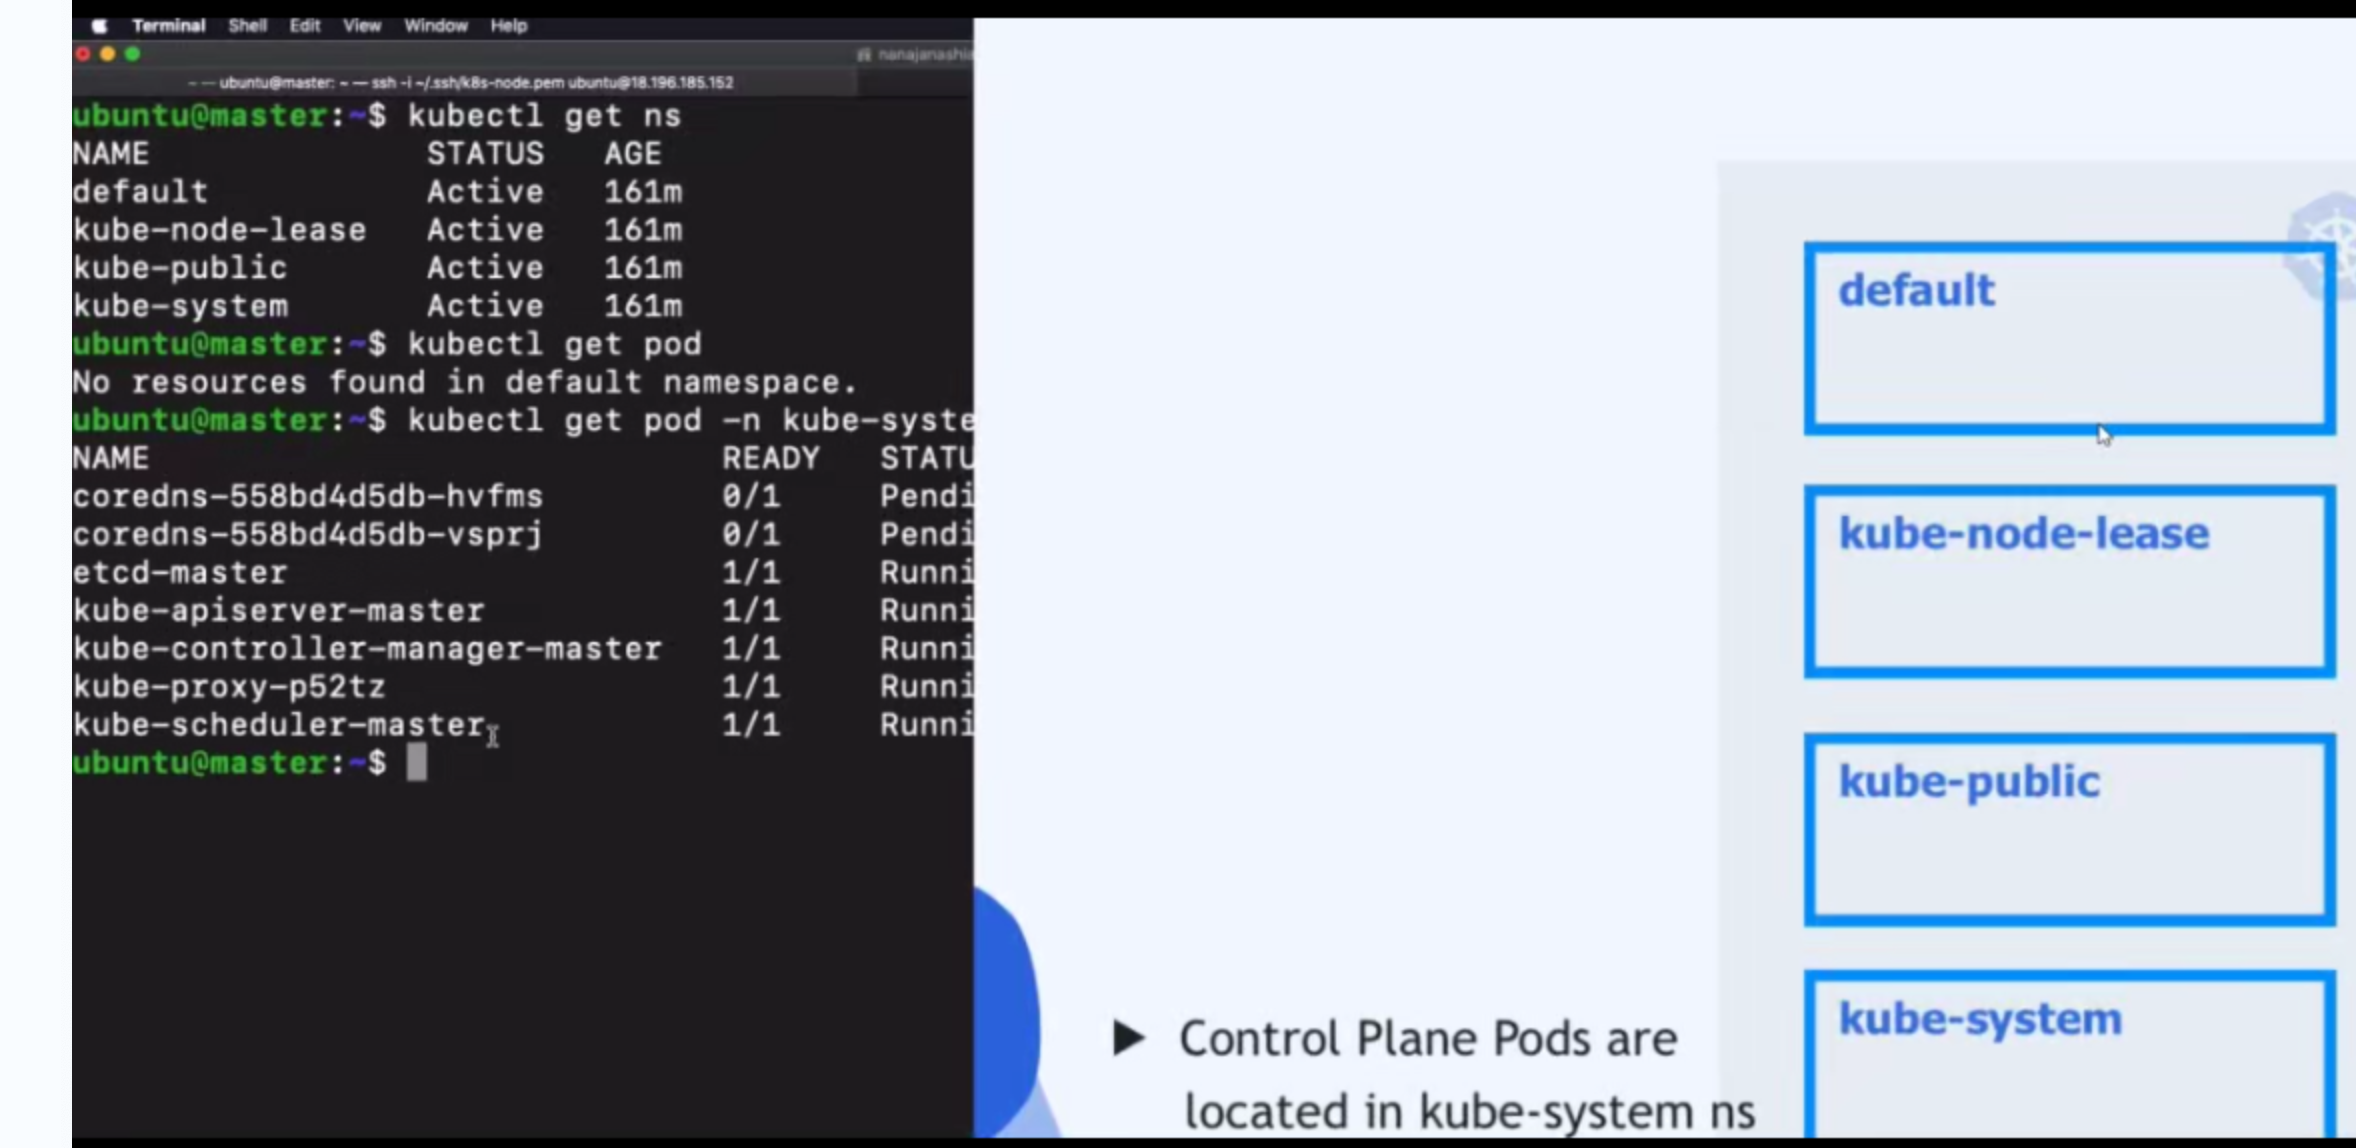 Terminal Shell Edit View Window Help
nanajanashia
~ — ubuntu@master: ~ — ssh -i ~/.ssh/k8s-node.pem ubuntu@18.196.185.152
ubuntu@master:~$ kubectl get ns
NAME STATUS AGE
default Active 161m
kube-node-lease Active 161m
kube-public Active 161m
kube-system Active 161m
ubuntu@master:~$ kubectl get pod
No resources found in default namespace.
ubuntu@master:~$ kubectl get pod -n kube-syste
NAME READY STATU
coredns-558bd4d5db-hvfms 0/1 Pendi
coredns-558bd4d5db-vsprj 0/1 Pendi
etcd-master 1/1 Runni
kube-apiserver-master 1/1 Runni
kube-controller-manager-master 1/1 Runni
kube-proxy-p52tz 1/1 Runni
kube-scheduler-master 1/1 Runni
ubuntu@master:~$
default
kube-node-lease
kube-public
kube-system
▶ Control Plane Pods are
located in kube-system ns